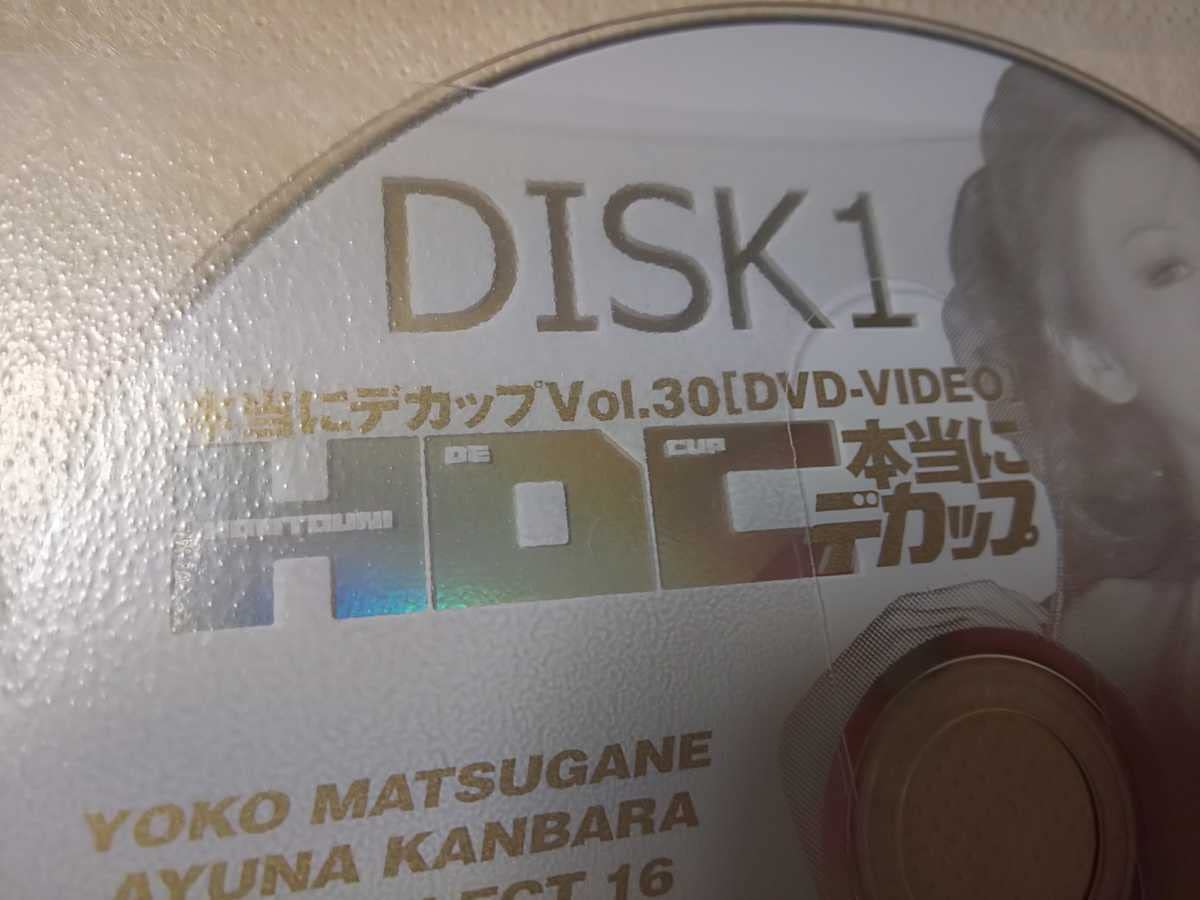 DISK1
本当にデカップVol.30[DVD-VIDEO]
HDC
HONTOUNI DE CUP
本当に
デカップ
YOKO MATSUGANE
AYUNA KANBARA
16